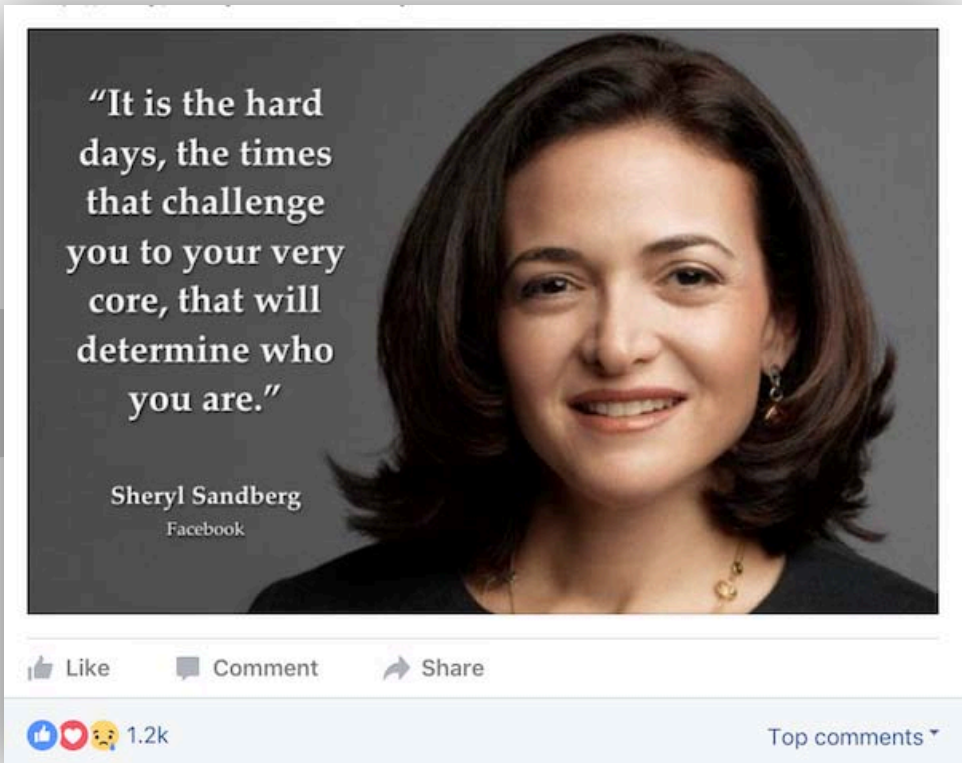 “It is the hard
days, the times
that challenge
you to your very
core, that will
determine who
you are.”
Sheryl Sandberg
Facebook
Like Comment Share
1.2k Top comments